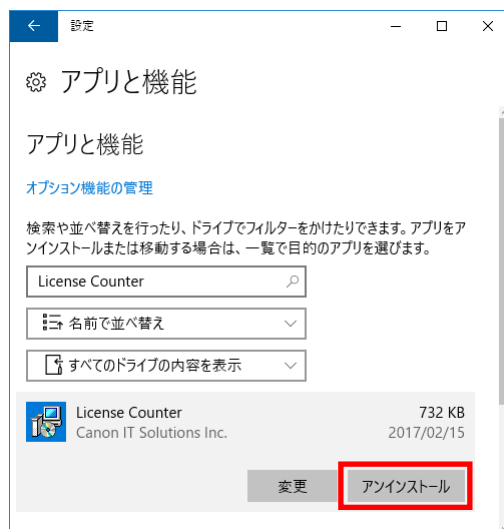 設定
アプリと機能
アプリと機能
オプション機能の管理
検索や並べ替えを行ったり、ドライブでフィルターをかけたりできます。アプリをア
ンインストールまたは移動する場合は、一覧で目的のアプリを選びます。
License Counter
名前で並べ替え
すべてのドライブの内容を表示
License Counter 732 KB
Canon IT Solutions Inc. 2017/02/15
変更 アンインストール